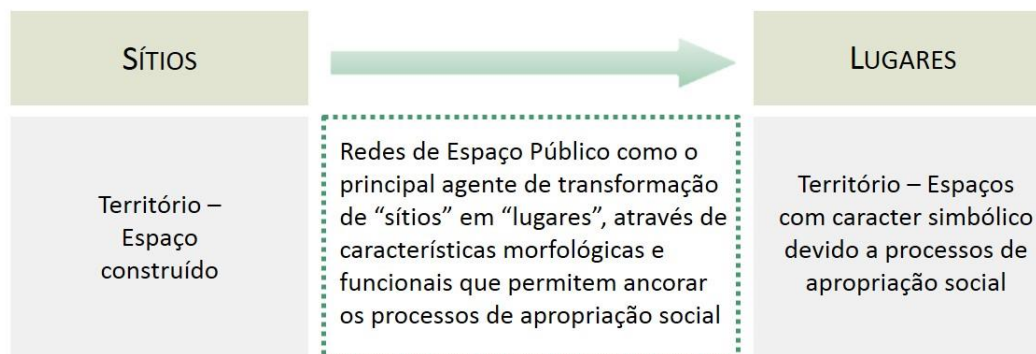 SÍTIOS
LUGARES
Território –
Espaço
construído
Redes de Espaço Público como o
principal agente de transformação
de “sítios” em “lugares”, através de
características morfológicas e
funcionais que permitem ancorar
os processos de apropriação social
Território – Espaços
com caracter simbólico
devido a processos de
apropriação social